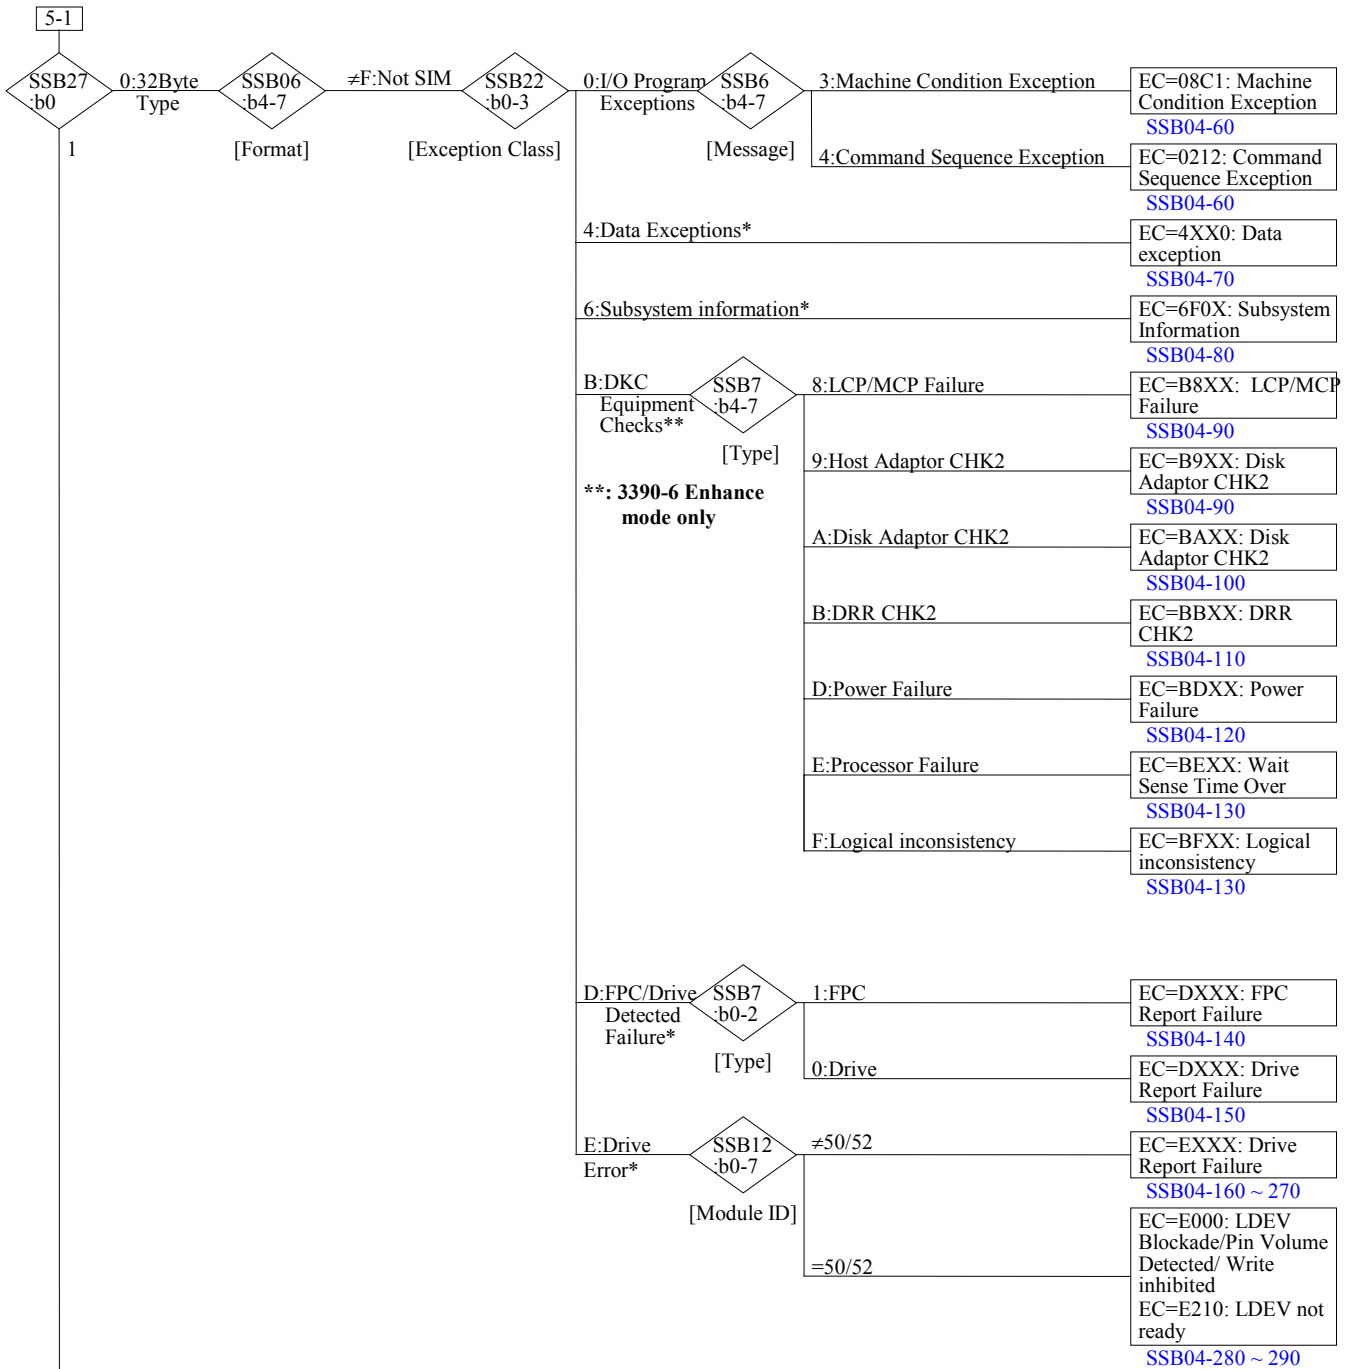 5-1
SSB27
:b0
0:32Byte
Type
1
SSB06
:b4-7
[Format]
≠F:Not SIM
SSB22
:b0-3
[Exception Class]
0:I/O Program
Exceptions
SSB6
:b4-7
[Message]
3:Machine Condition Exception
EC=08C1: Machine
Condition Exception
SSB04-60
4:Command Sequence Exception
EC=0212: Command
Sequence Exception
SSB04-60
4:Data Exceptions*
EC=4XX0: Data
exception
SSB04-70
6:Subsystem information*
EC=6F0X: Subsystem
Information
SSB04-80
B:DKC
Equipment
Checks**
SSB7
:b4-7
[Type]
**: 3390-6 Enhance
mode only
8:LCP/MCP Failure
EC=B8XX:  LCP/MCP
Failure
SSB04-90
9:Host Adaptor CHK2
EC=B9XX: Disk
Adaptor CHK2
SSB04-90
A:Disk Adaptor CHK2
EC=BAXX: Disk
Adaptor CHK2
SSB04-100
B:DRR CHK2
EC=BBXX: DRR
CHK2
SSB04-110
D:Power Failure
EC=BDXX: Power
Failure
SSB04-120
E:Processor Failure
EC=BEXX: Wait
Sense Time Over
SSB04-130
F:Logical inconsistency
EC=BFXX: Logical
inconsistency
SSB04-130
D:FPC/Drive
Detected
Failure*
SSB7
:b0-2
[Type]
1:FPC
EC=DXXX: FPC
Report Failure
SSB04-140
0:Drive
EC=DXXX: Drive
Report Failure
SSB04-150
E:Drive
Error*
SSB12
:b0-7
[Module ID]
≠50/52
EC=EXXX: Drive
Report Failure
SSB04-160 ~ 270
=50/52
EC=E000: LDEV
Blockade/Pin Volume
Detected/ Write
inhibited
EC=E210: LDEV not
ready
SSB04-280 ~ 290